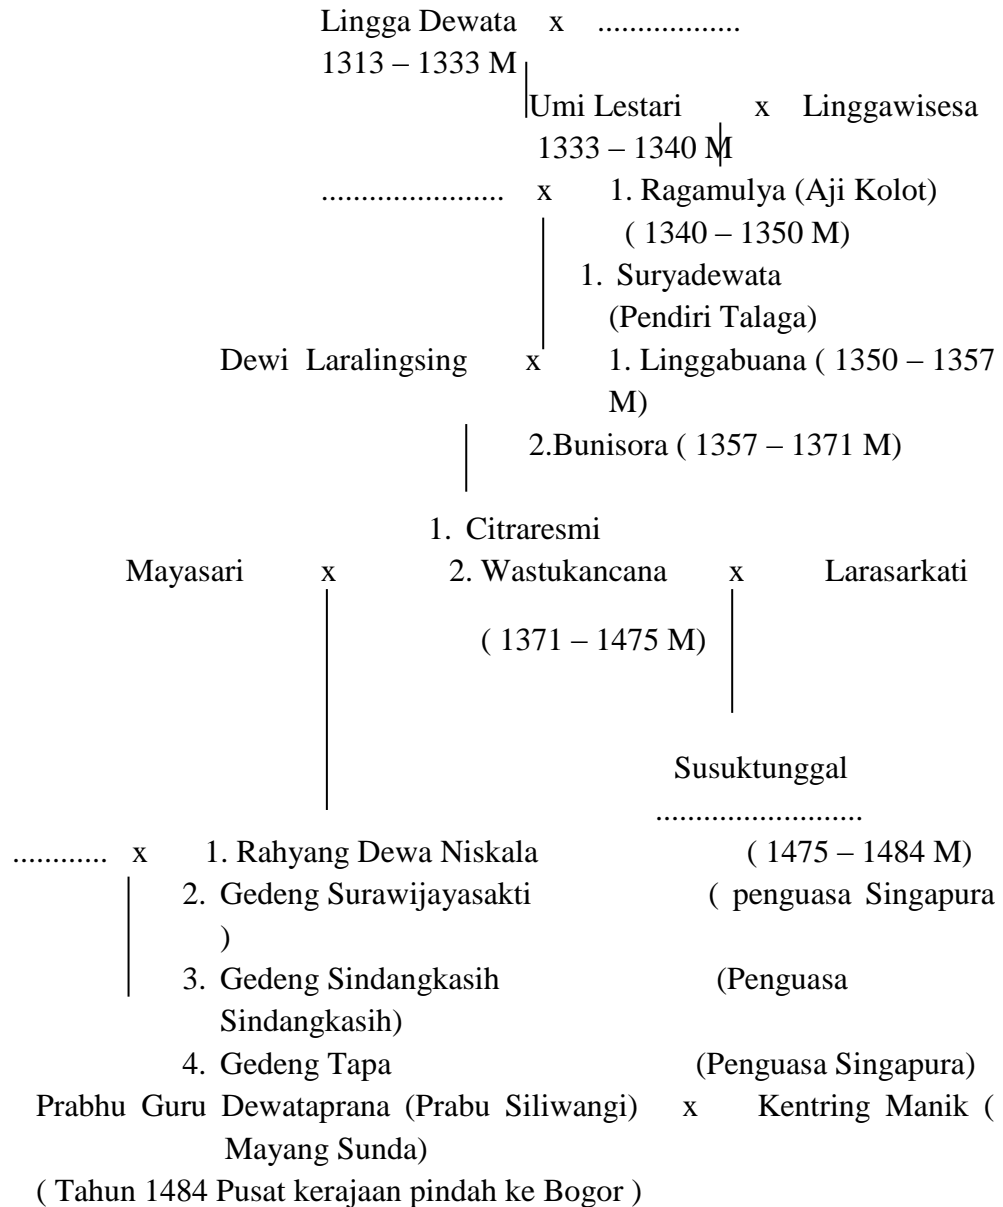 Lingga Dewata x ..................
1313 – 1333 M
Umi Lestari x Linggawisesa
1333 – 1340 M
....................... x 1. Ragamulya (Aji Kolot)
( 1340 – 1350 M)
1. Suryadewata
(Pendiri Talaga)
Dewi Laralingsing x 1. Linggabuana ( 1350 – 1357
M)
2.Bunisora ( 1357 – 1371 M)
1. Citraresmi
Mayasari x 2. Wastukancana x Larasarkati
( 1371 – 1475 M)
Susuktunggal
..........................
............ x 1. Rahyang Dewa Niskala ( 1475 – 1484 M)
2. Gedeng Surawijayasakti ( penguasa Singapura
)
3. Gedeng Sindangkasih (Penguasa
Sindangkasih)
4. Gedeng Tapa (Penguasa Singapura)
Prabhu Guru Dewataprana (Prabu Siliwangi) x Kentring Manik (
Mayang Sunda)
( Tahun 1484 Pusat kerajaan pindah ke Bogor )